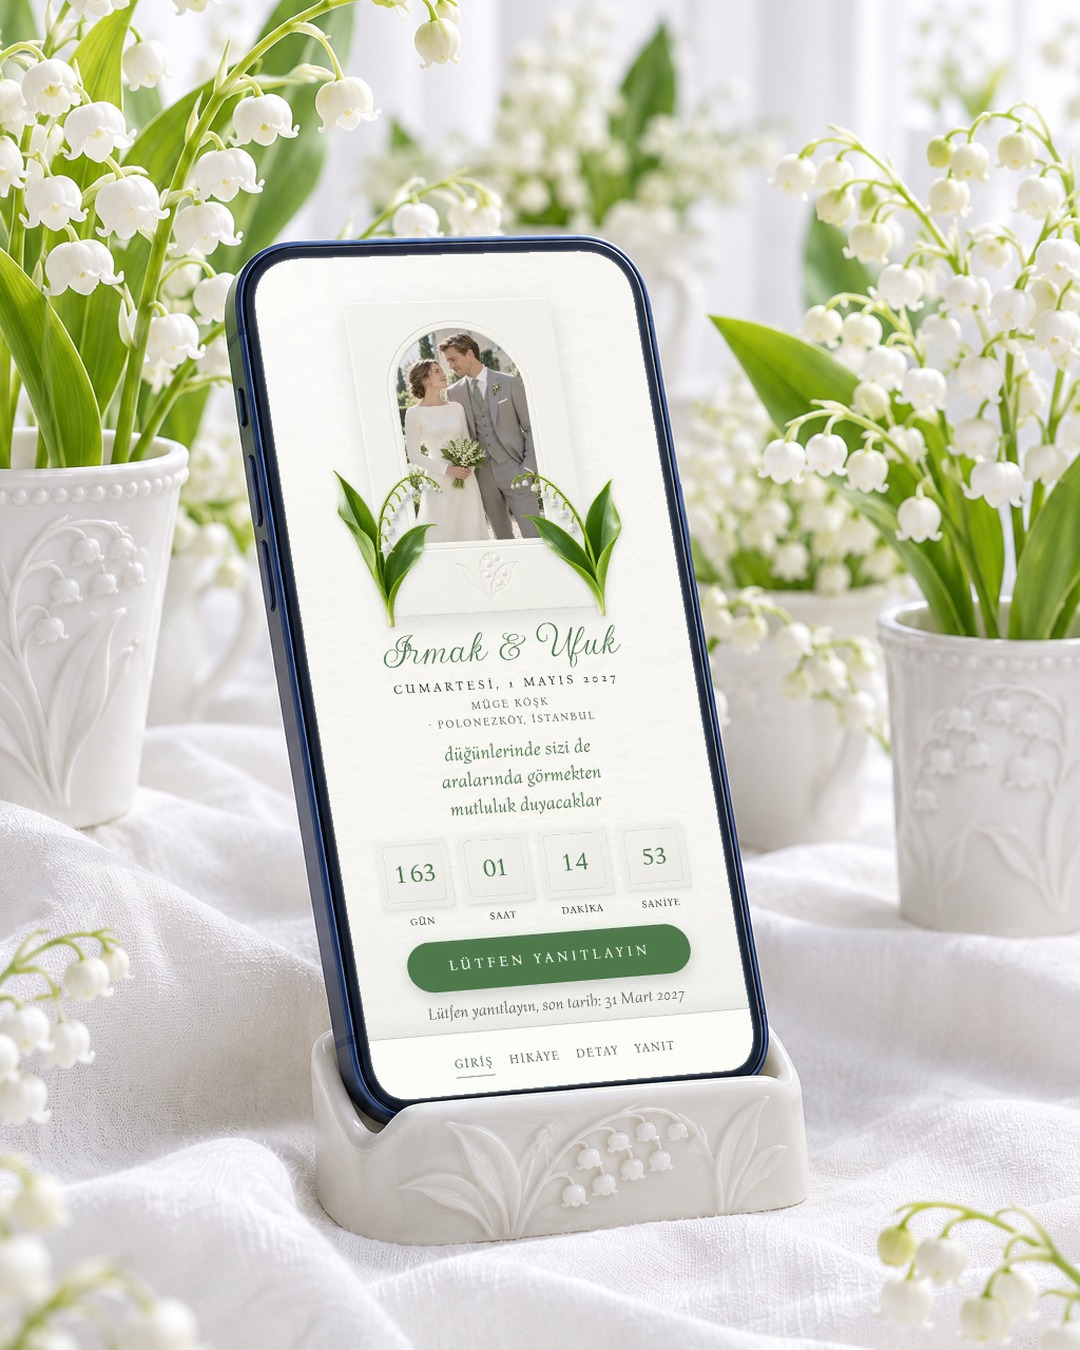 Irmak & Ufuk
CUMARTESİ, 1 MAYIS 2027
MÜGE KÖŞK
· POLONEZKÖY, İSTANBUL
düğünlerinde sizi de
aralarında görmekten
mutluluk duyacaklar
163 01 14 53
GÜN SAAT DAKİKA SANİYE
LÜTFEN YANITLAYIN
Lütfen yanıtlayın, son tarih: 31 Mart 2027
GİRİŞ HİKÂYE DETAY YANIT